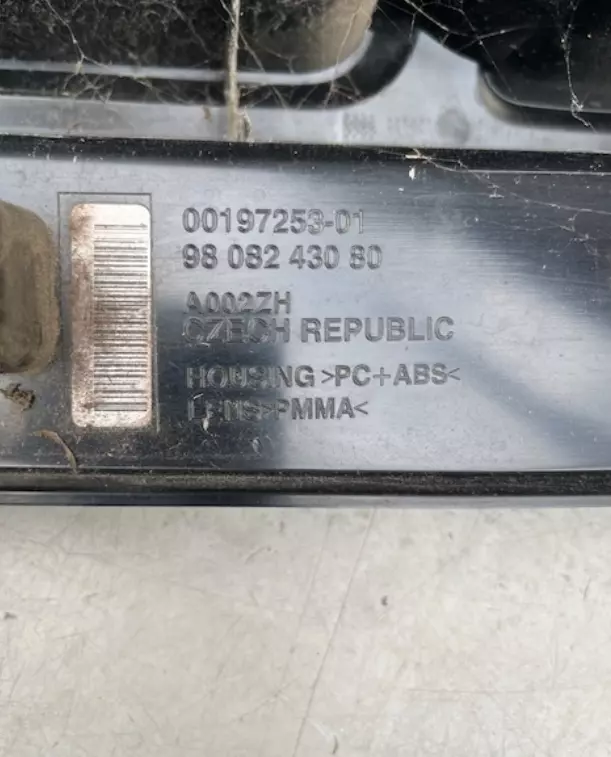 00197253-01
98 082 430 80
A002ZH
CZECH REPUBLIC
HOUSING >PC+ABS<
LENS >PMMA<